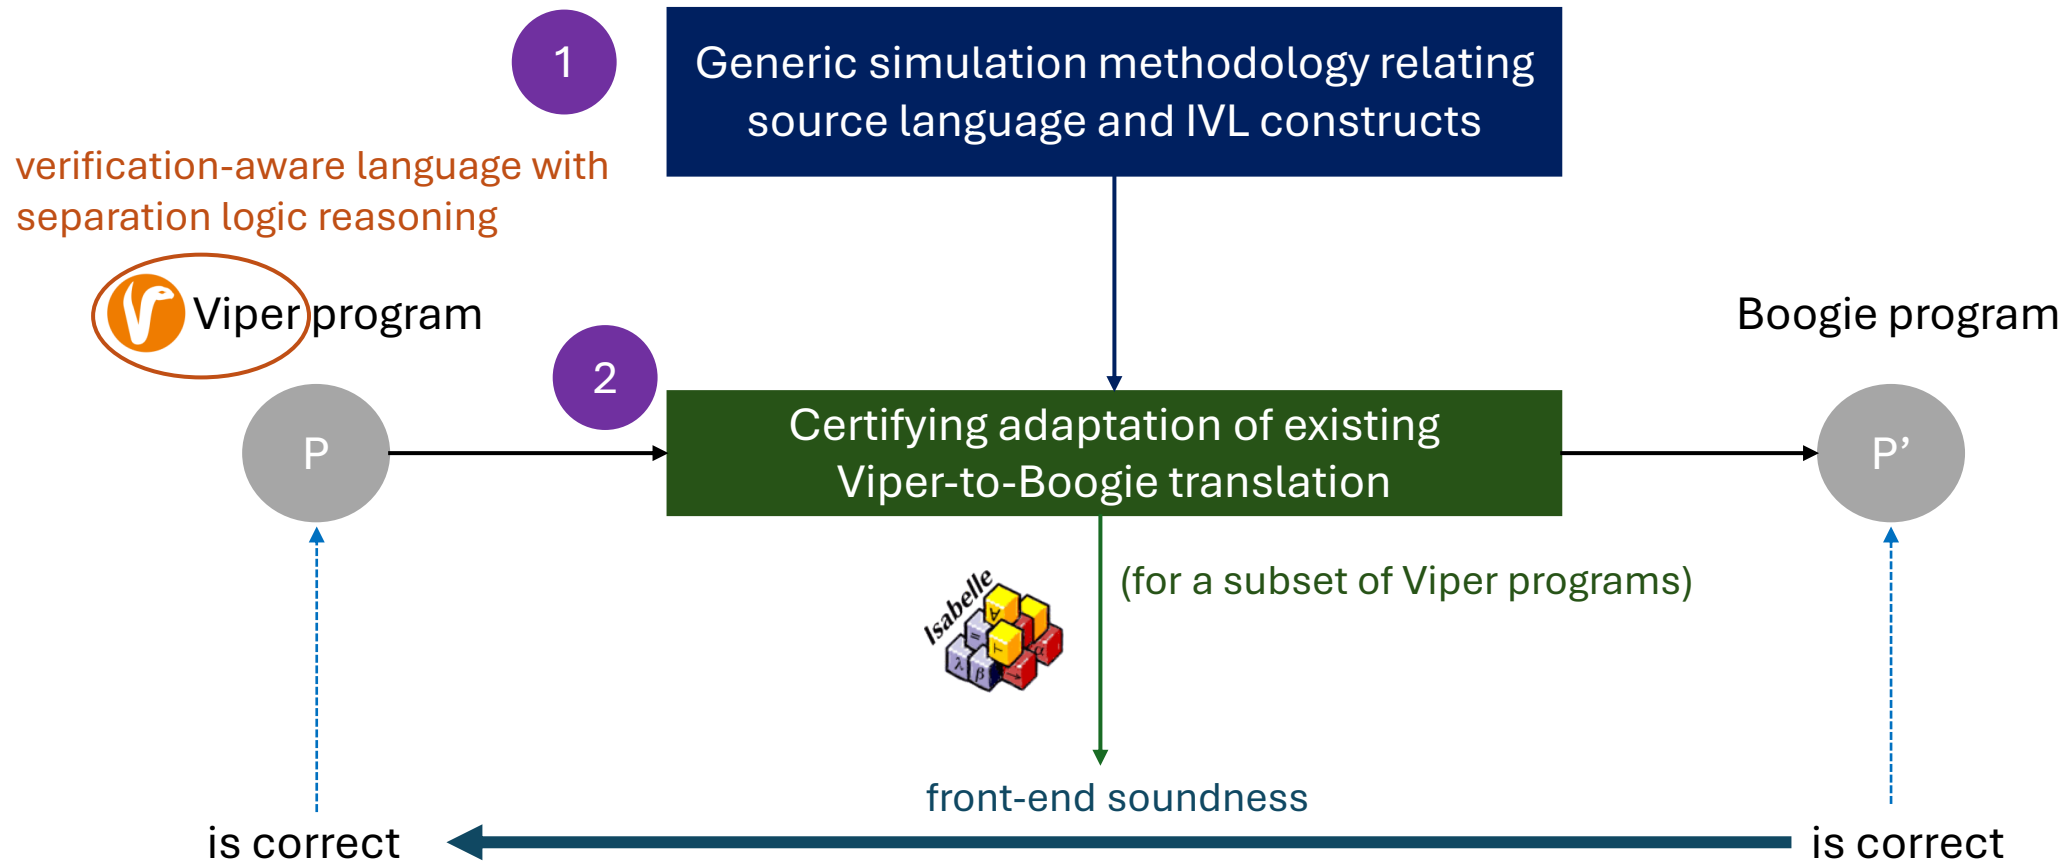 1
Generic simulation methodology relating
source language and IVL constructs
verification-aware language with
separation logic reasoning
Viper program
Boogie program
2
Certifying adaptation of existing
Viper-to-Boogie translation
P
P’
(for a subset of Viper programs)
Isabelle
∀
=
⊢
α
λ
β
→
front-end soundness
is correct
is correct